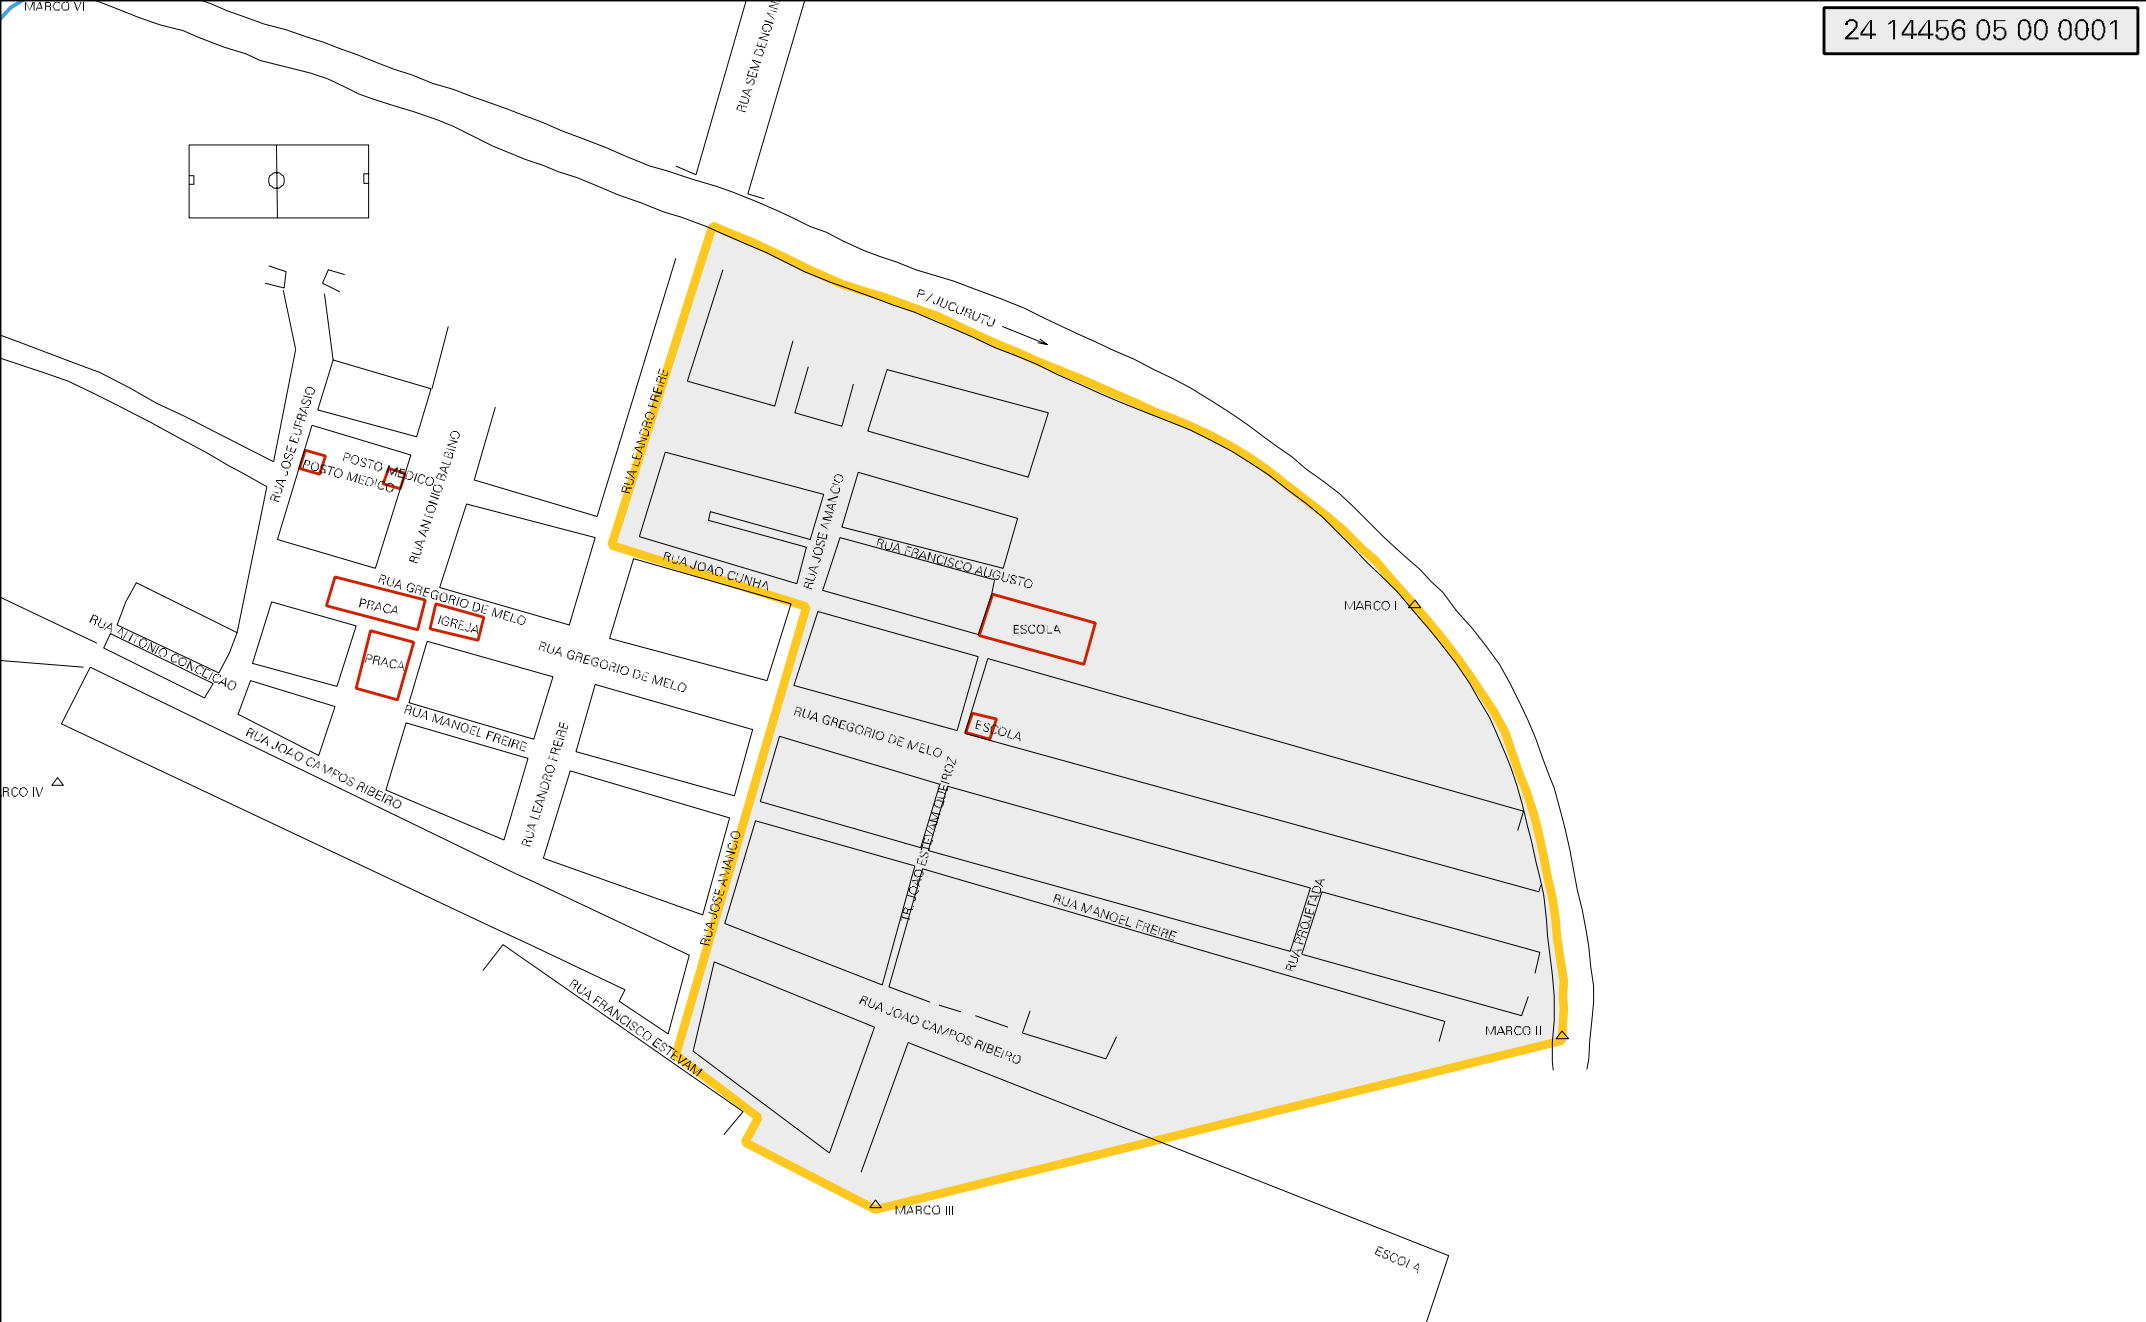 MARCO VI
24 14456 05 00 0001
P / JUCURUTU
RUA LEANDRO FREIRE
RUA JOSE EUFRASIO
POSTO MEDICO
POSTO MEDICO
RUA ANTONIO BALBINO
RUA JOSE AMANCIO
RUA FRANCISCO AUGUSTO
RUA JOAO CUNHA
RUA GREGORIO DE MELO
PRACA
IGREJA
ESCOLA
MARCO I
RUA ANTONIO CONCEICAO
PRACA
RUA GREGORIO DE MELO
RUA MANOEL FREIRE
RUA GREGORIO DE MELO
ESCOLA
RUA JOAO CAMPOS RIBEIRO
RUA LEANDRO FREIRE
RCO IV
TR. JOAO ESTEVAM QUEIROZ
RUA JOSE AMANCIO
RUA MANOEL FREIRE
RUA PROJETADA
RUA FRANCISCO ESTEVAM
RUA JOAO CAMPOS RIBEIRO
MARCO II
MARCO III
ESCOLA
RUA SEM